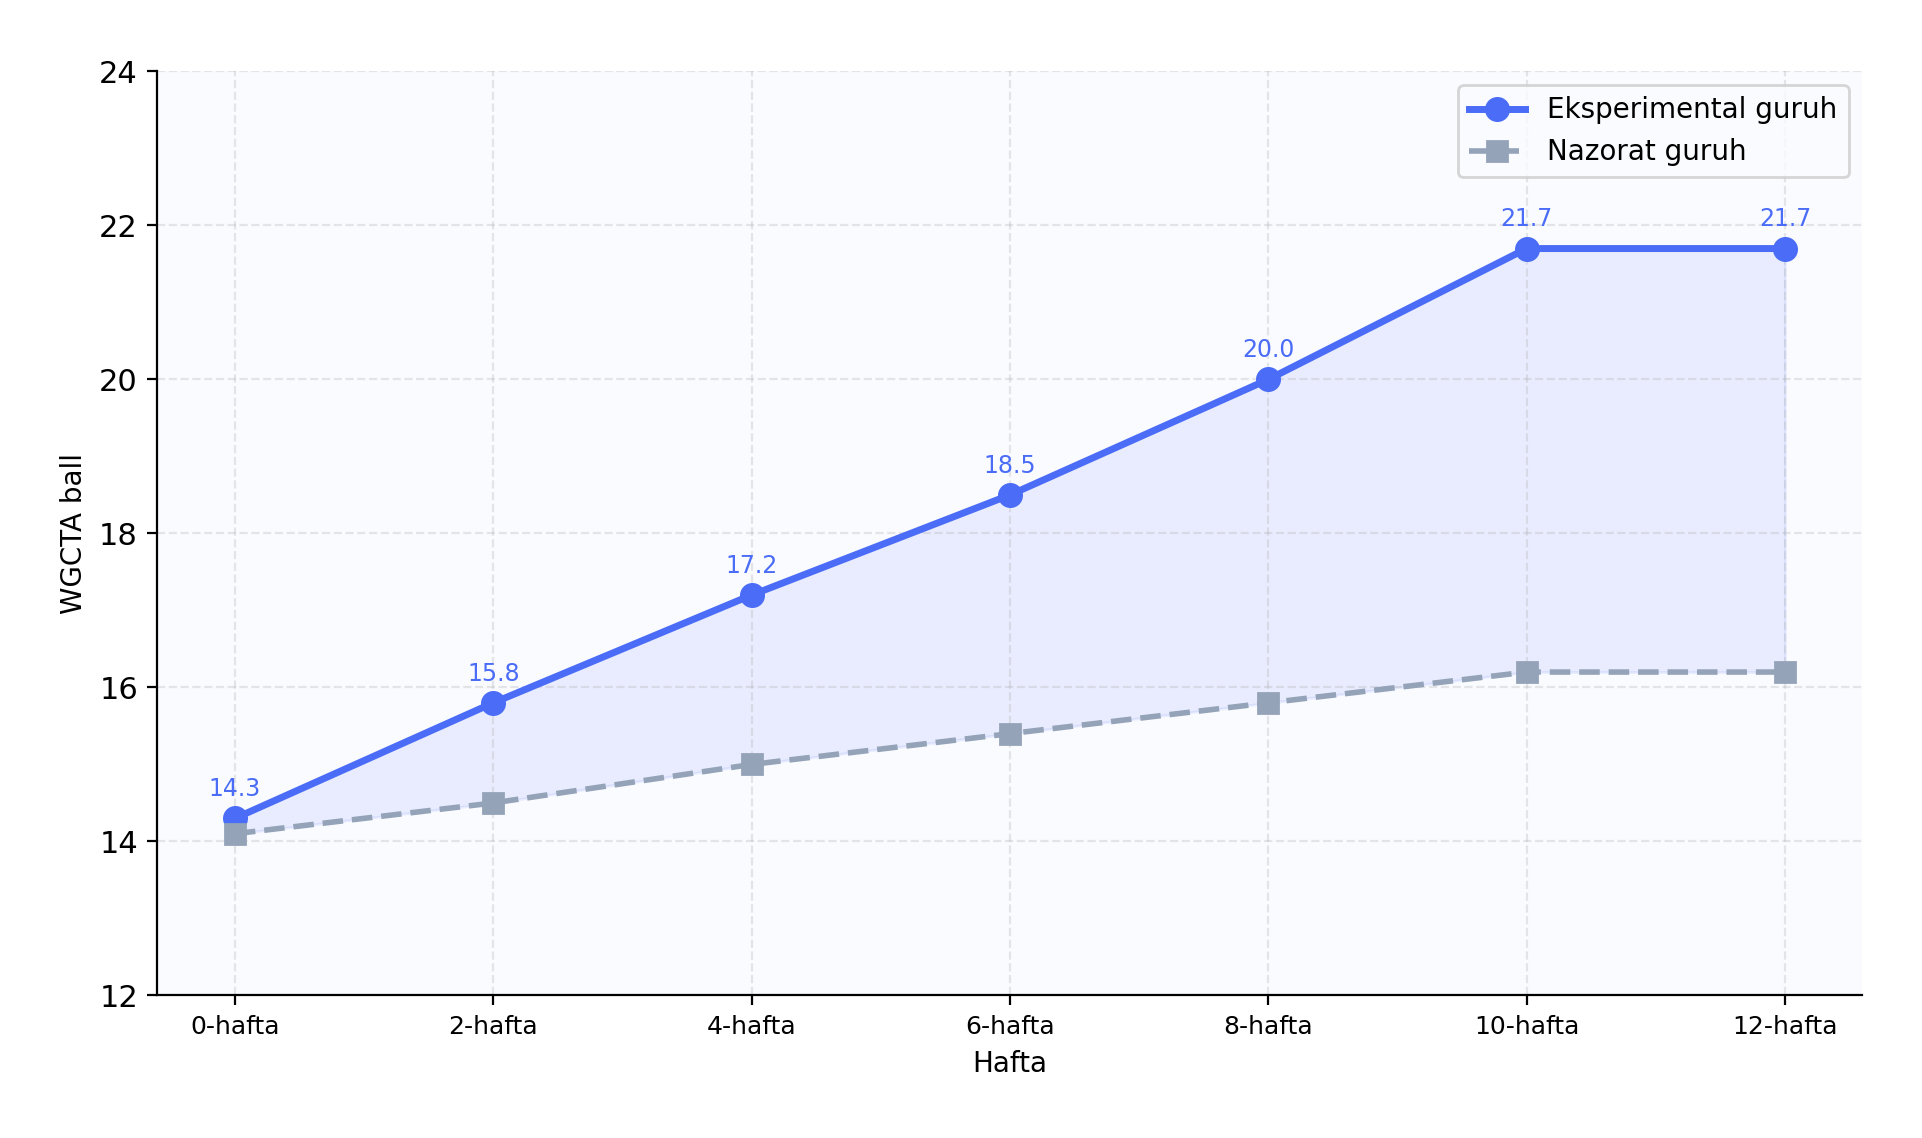 24
22
20
18
16
14
12
WGCTA ball
Eksperimental guruh
Nazorat guruh
14.3
15.8
17.2
18.5
20.0
21.7
21.7
0-hafta
2-hafta
4-hafta
6-hafta
8-hafta
10-hafta
12-hafta
Hafta